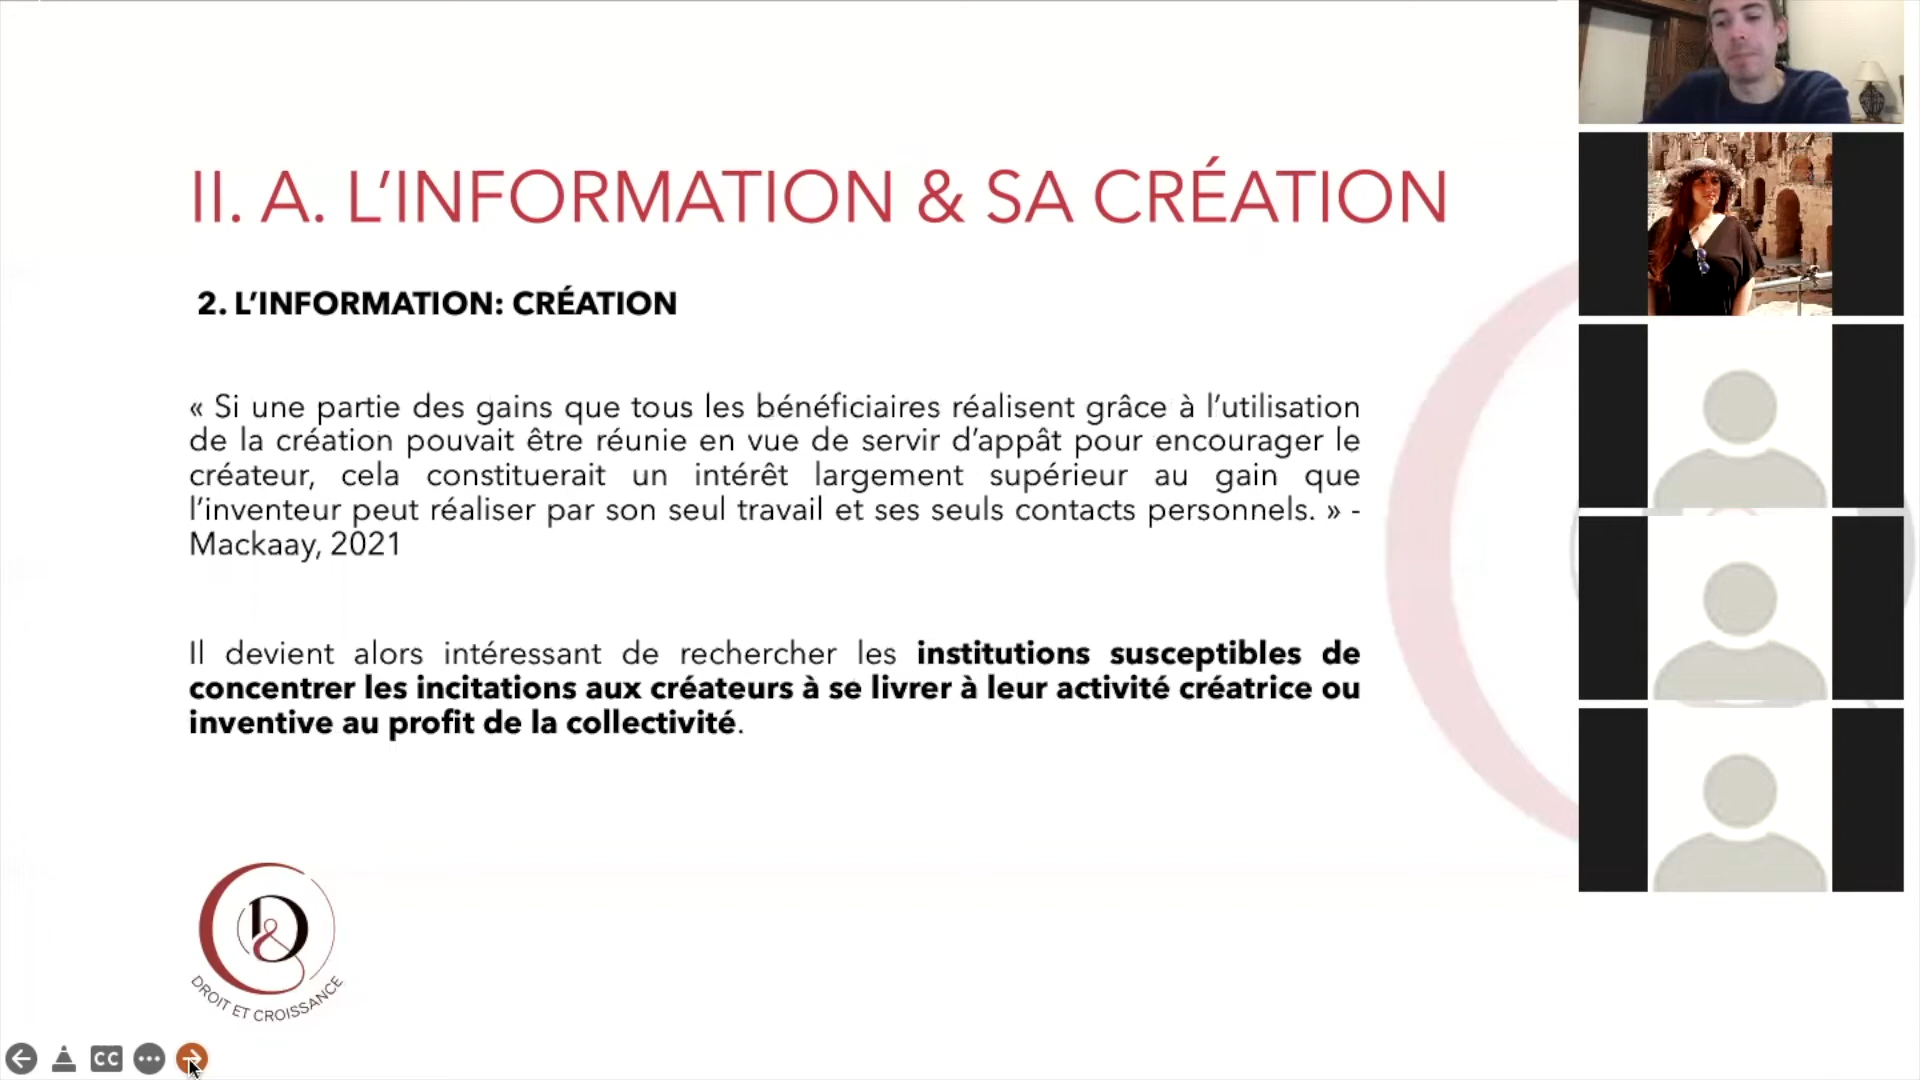 II. A. L’INFORMATION & SA CRÉATION
2. L’INFORMATION: CRÉATION
« Si une partie des gains que tous les bénéficiaires réalisent grâce à l’utilisation
de la création pouvait être réunie en vue de servir d’appât pour encourager le
créateur, cela constituerait un intérêt largement supérieur au gain que
l’inventeur peut réaliser par son seul travail et ses seuls contacts personnels. » -
Mackaay, 2021
Il devient alors intéressant de rechercher les institutions susceptibles de
concentrer les incitations aux créateurs à se livrer à leur activité créatrice ou
inventive au profit de la collectivité.
D&
DROIT ET CROISSANCE
CC